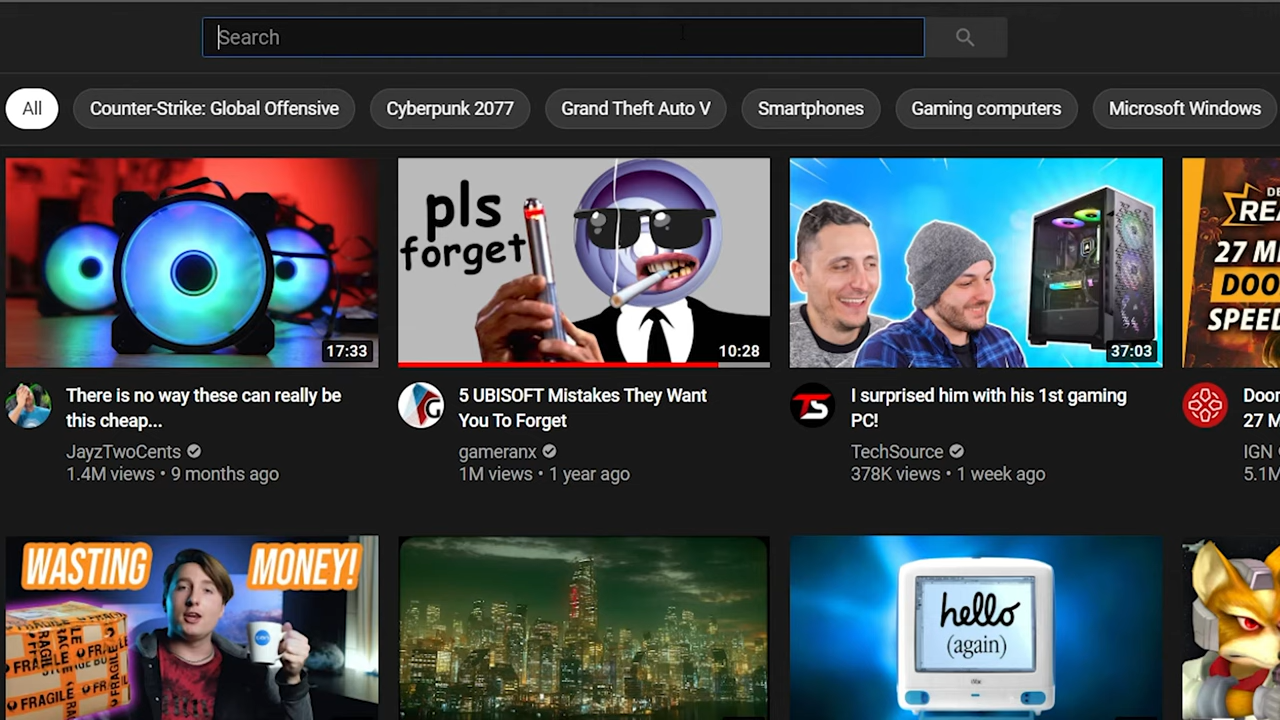 Search
All
Counter-Strike: Global Offensive
Cyberpunk 2077
Grand Theft Auto V
Smartphones
Gaming computers
Microsoft Windows
pls
forget
17:33
10:28
37:03
27 M
DOO
SPEED
There is no way these can really be
this cheap...
JayzTwoCents
1.4M views • 9 months ago
5 UBISOFT Mistakes They Want
You To Forget
gameranx
1M views • 1 year ago
I surprised him with his 1st gaming
PC!
TechSource
378K views • 1 week ago
Door
27 M
IGN
5.1M
WASTING
MONEY!
FRAGILE
FRAGILE
hello
(again)